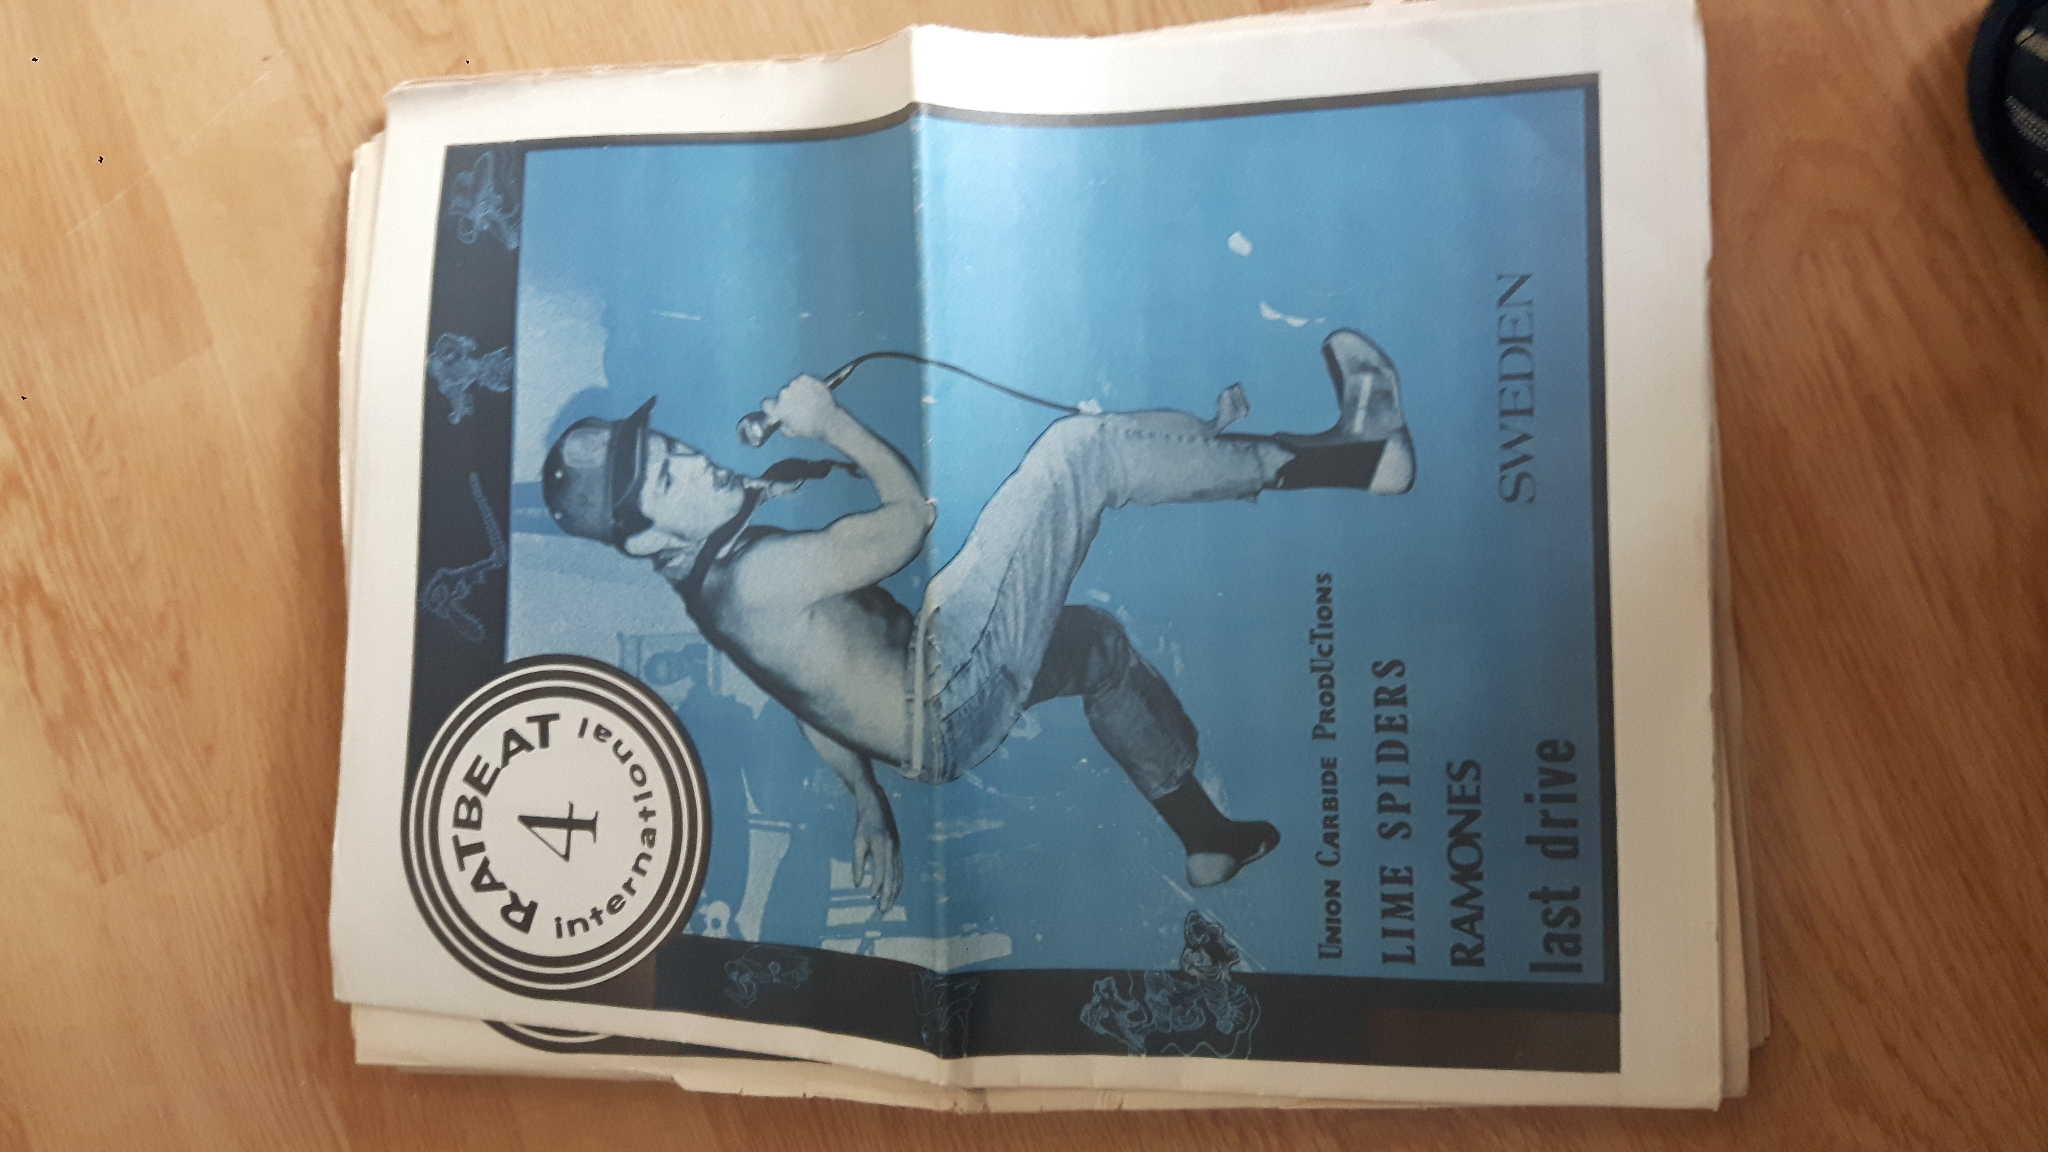 RATBEAT
4
international
Union Carbide ProDUcTions
LIME SPIDERS
RAMONES
last drive
SWEDEN